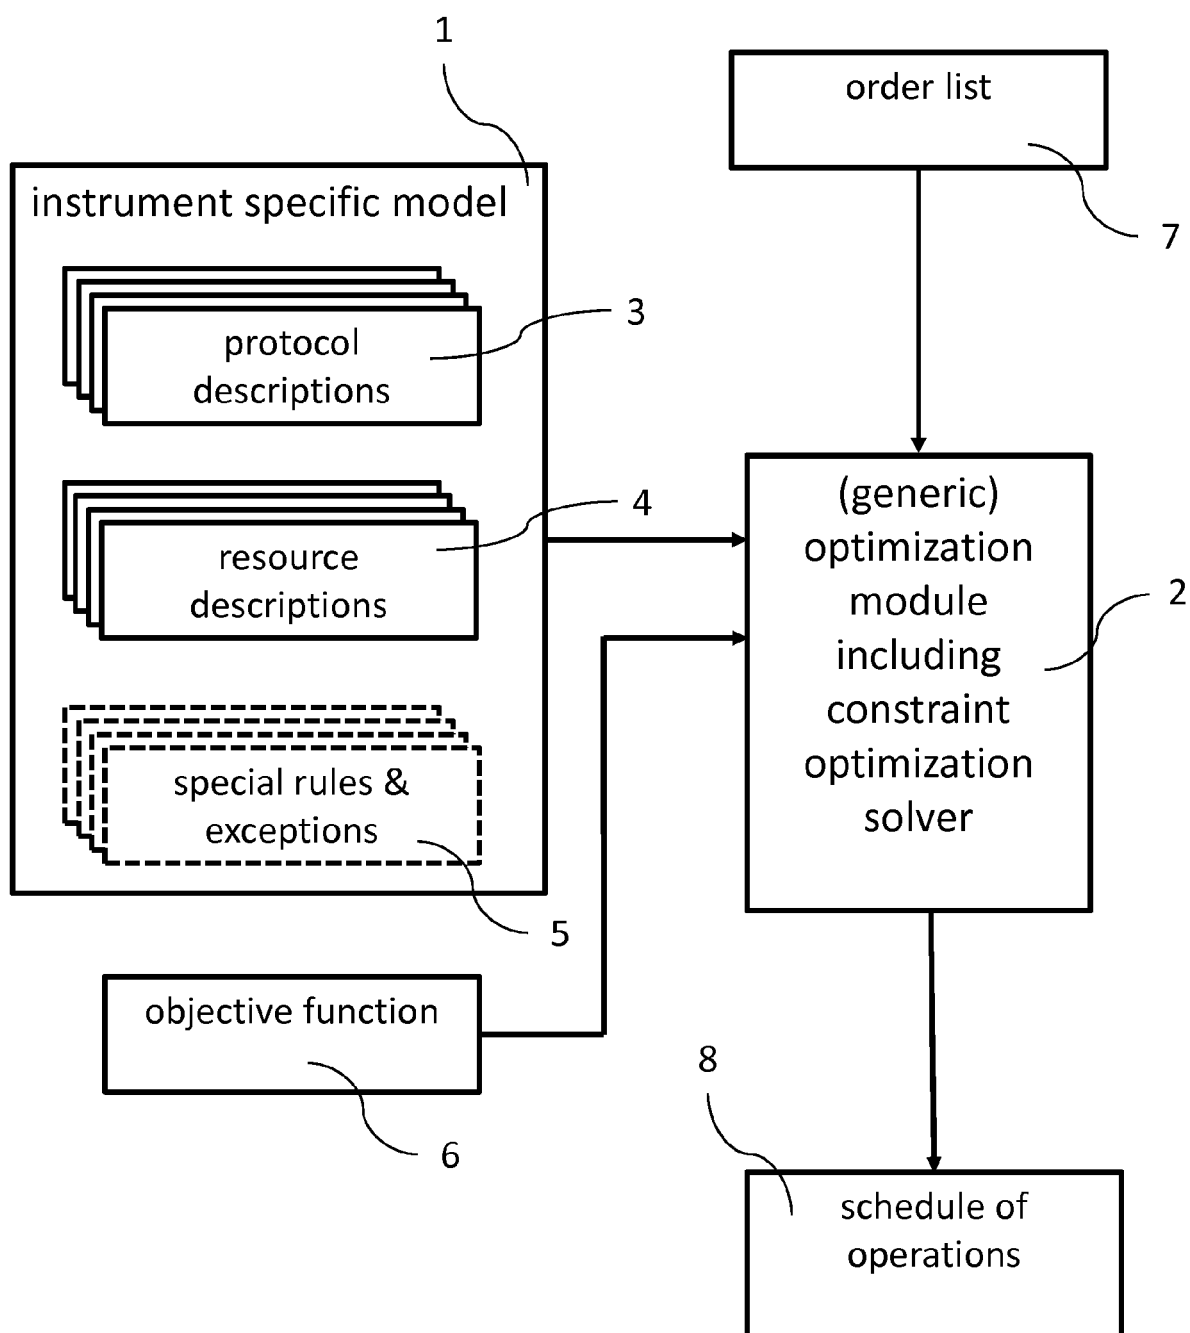 1
order list
7
instrument specific model
protocol
descriptions
3
resource
descriptions
4
special rules &
exceptions
5
objective function
6
(generic)
optimization
module
including
constraint
optimization
solver
2
8
schedule of
operations